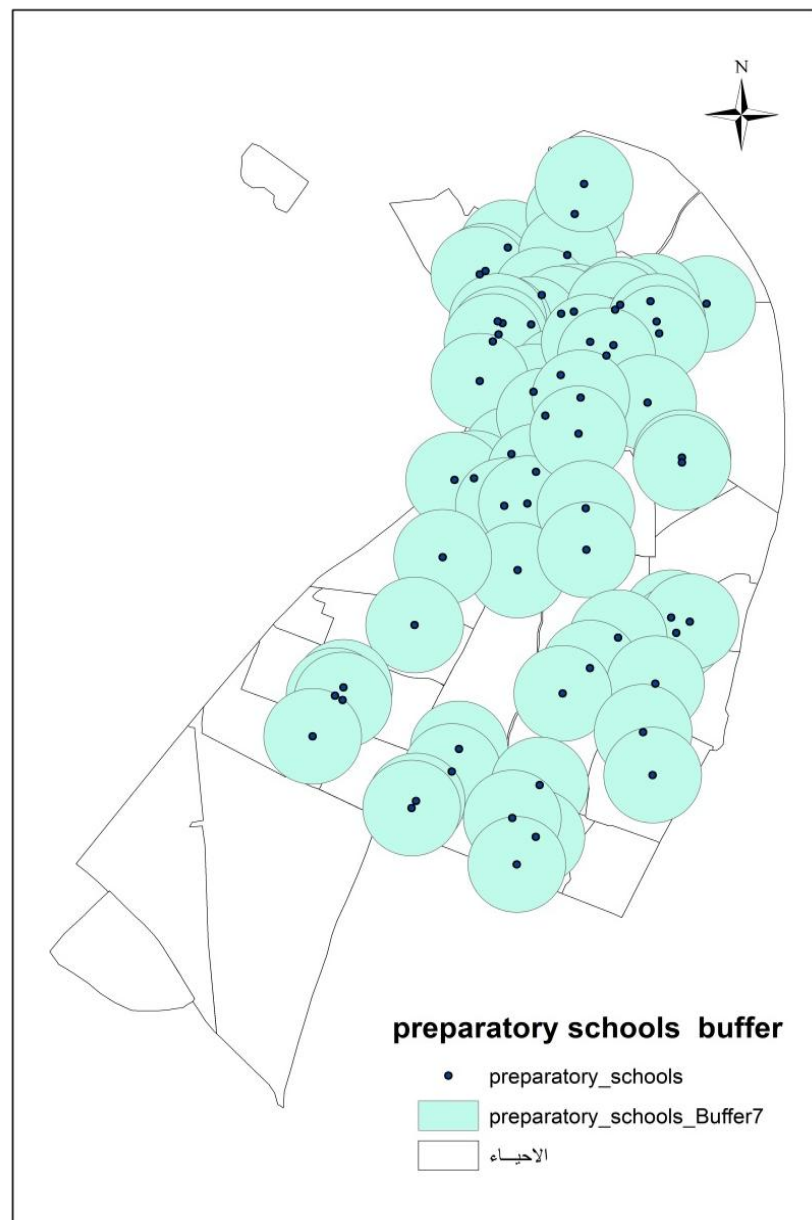 N
preparatory schools buffer
preparatory_schools
preparatory_schools_Buffer7
الاحيـــاء